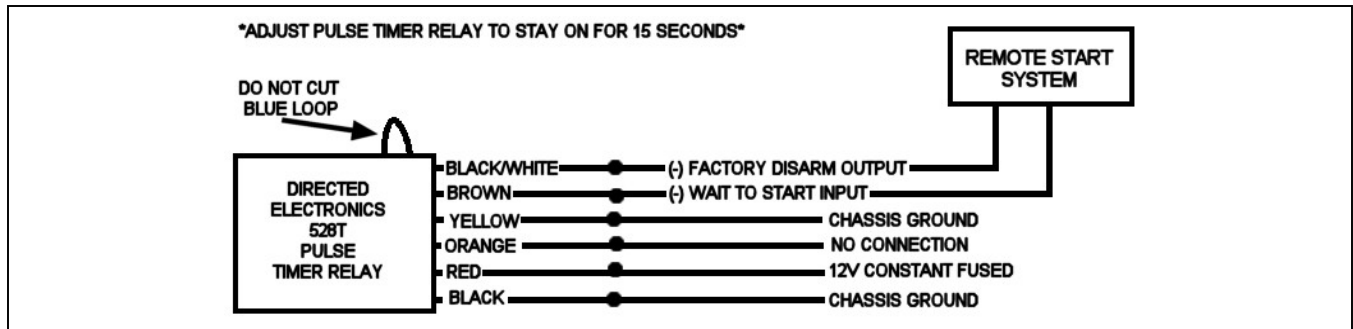 *ADJUST PULSE TIMER RELAY TO STAY ON FOR 15 SECONDS*
REMOTE START
SYSTEM
DO NOT CUT
BLUE LOOP
DIRECTED
ELECTRONICS
528T
PULSE
TIMER RELAY
BLACK/WHITE (-) FACTORY DISARM OUTPUT
BROWN (-) WAIT TO START INPUT
YELLOW CHASSIS GROUND
ORANGE NO CONNECTION
RED 12V CONSTANT FUSED
BLACK CHASSIS GROUND